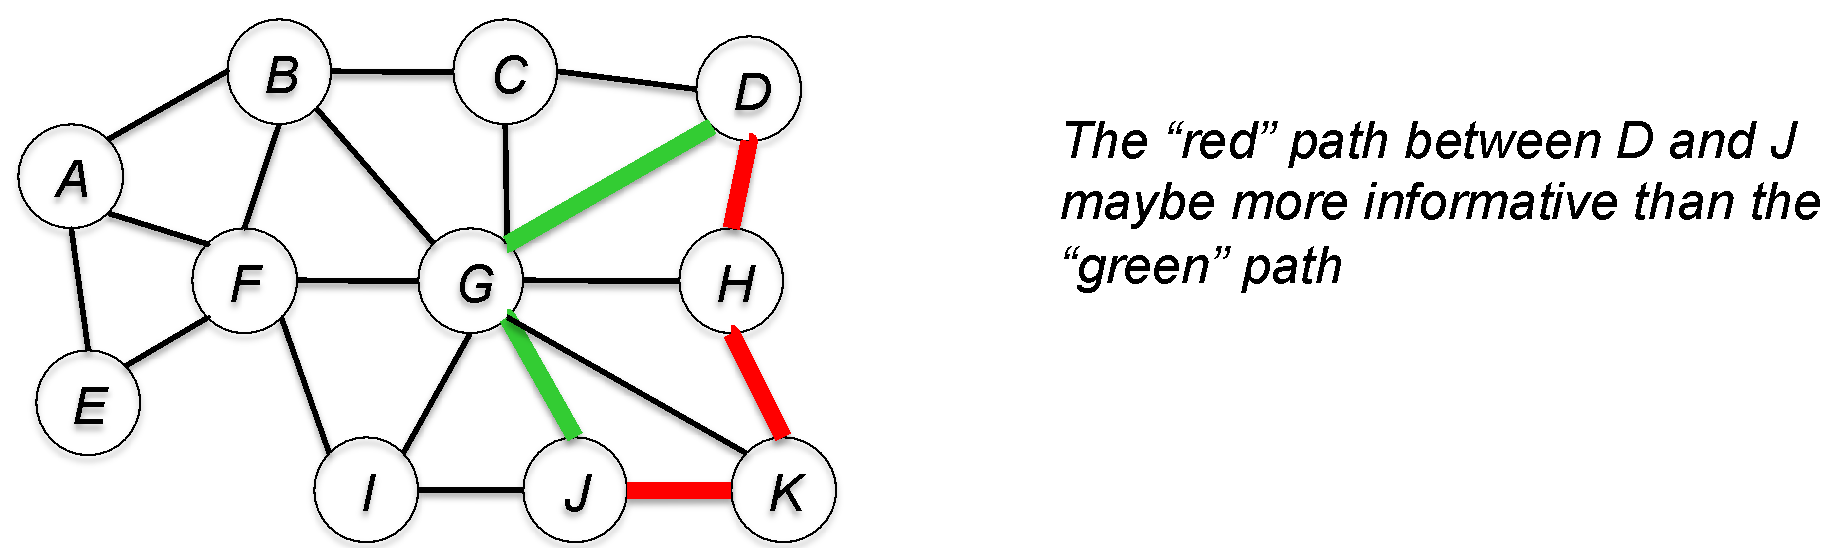 B
C
D
A
F
G
H
E
I
J
K
The “red” path between D and J
maybe more informative than the
“green” path